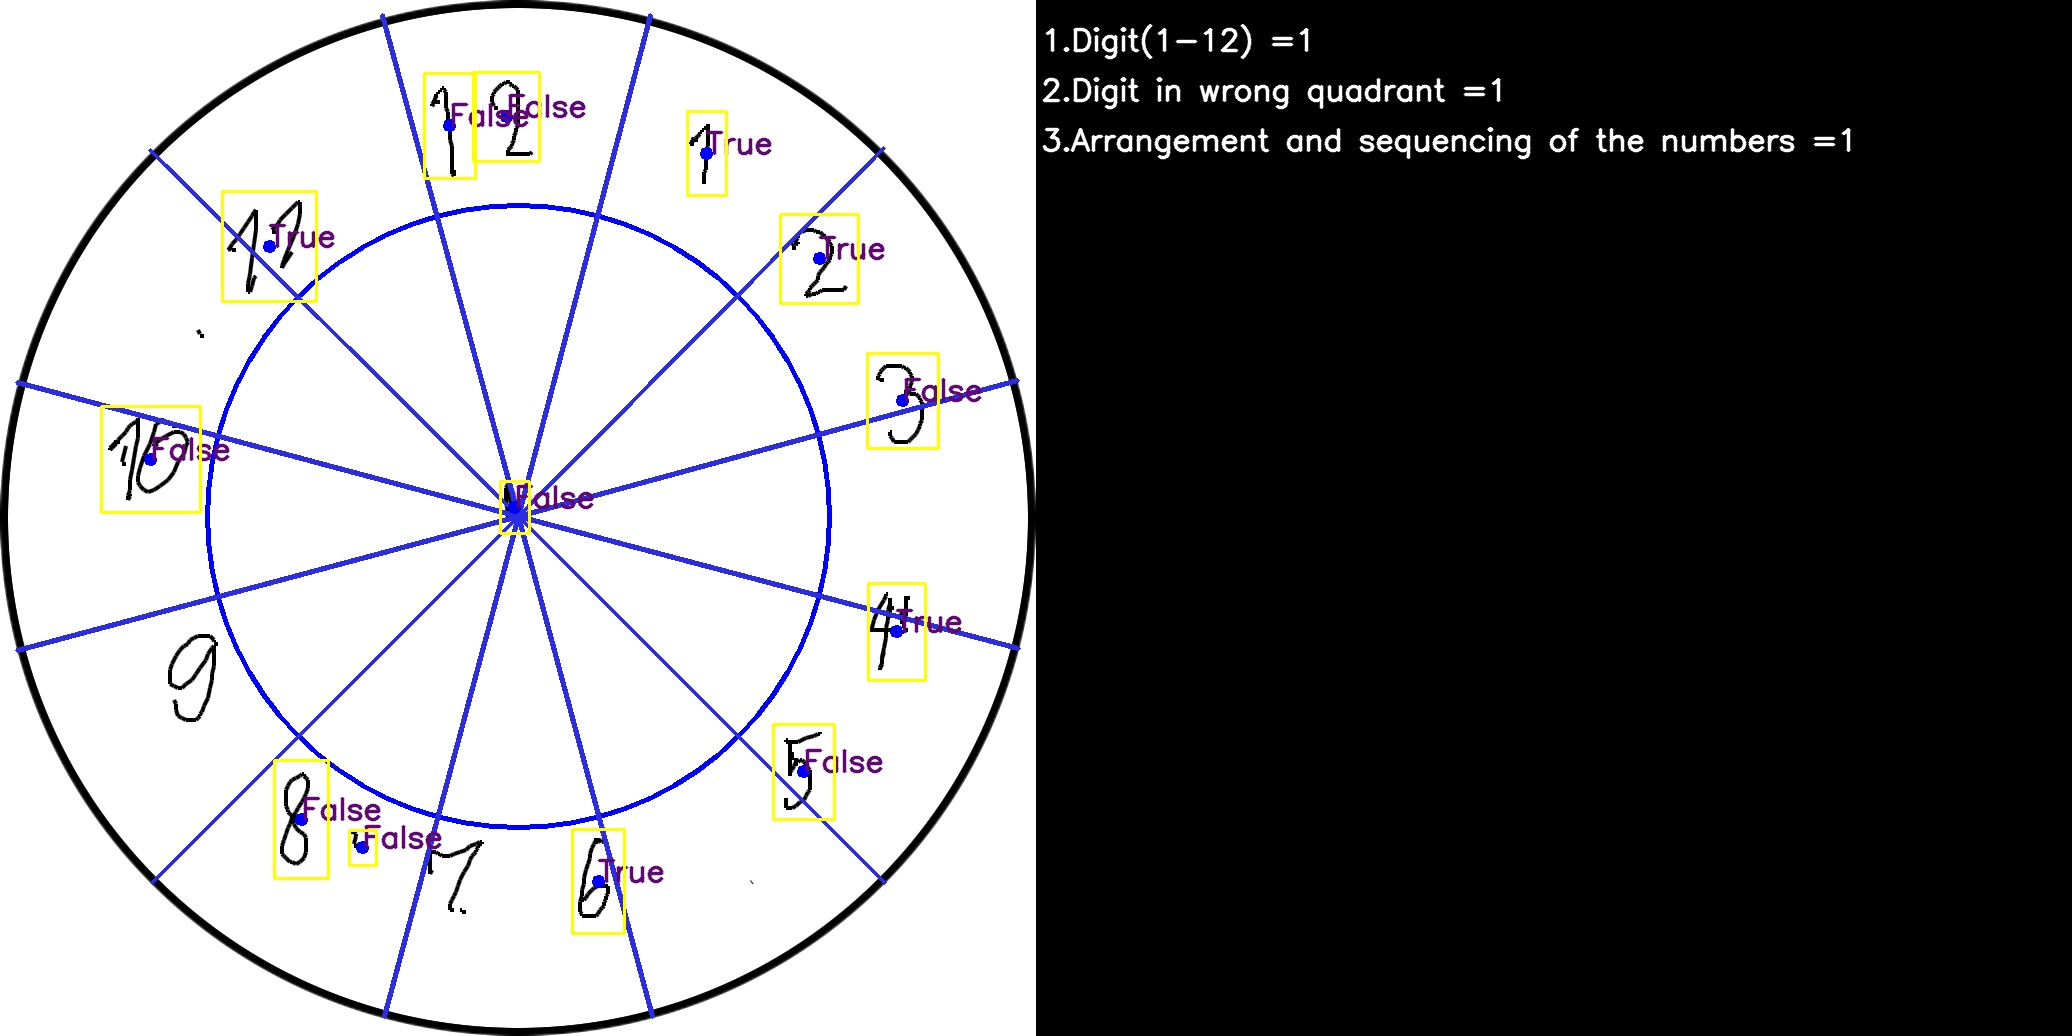 1.Digit(1-12) =1
2.Digit in wrong quadrant =1
3.Arrangement and sequencing of the numbers =1
1 False 2 False
1 True
11 True
2 True
3 False
10 False
False
4 True
9
5 False
8 False
False
7
6 True